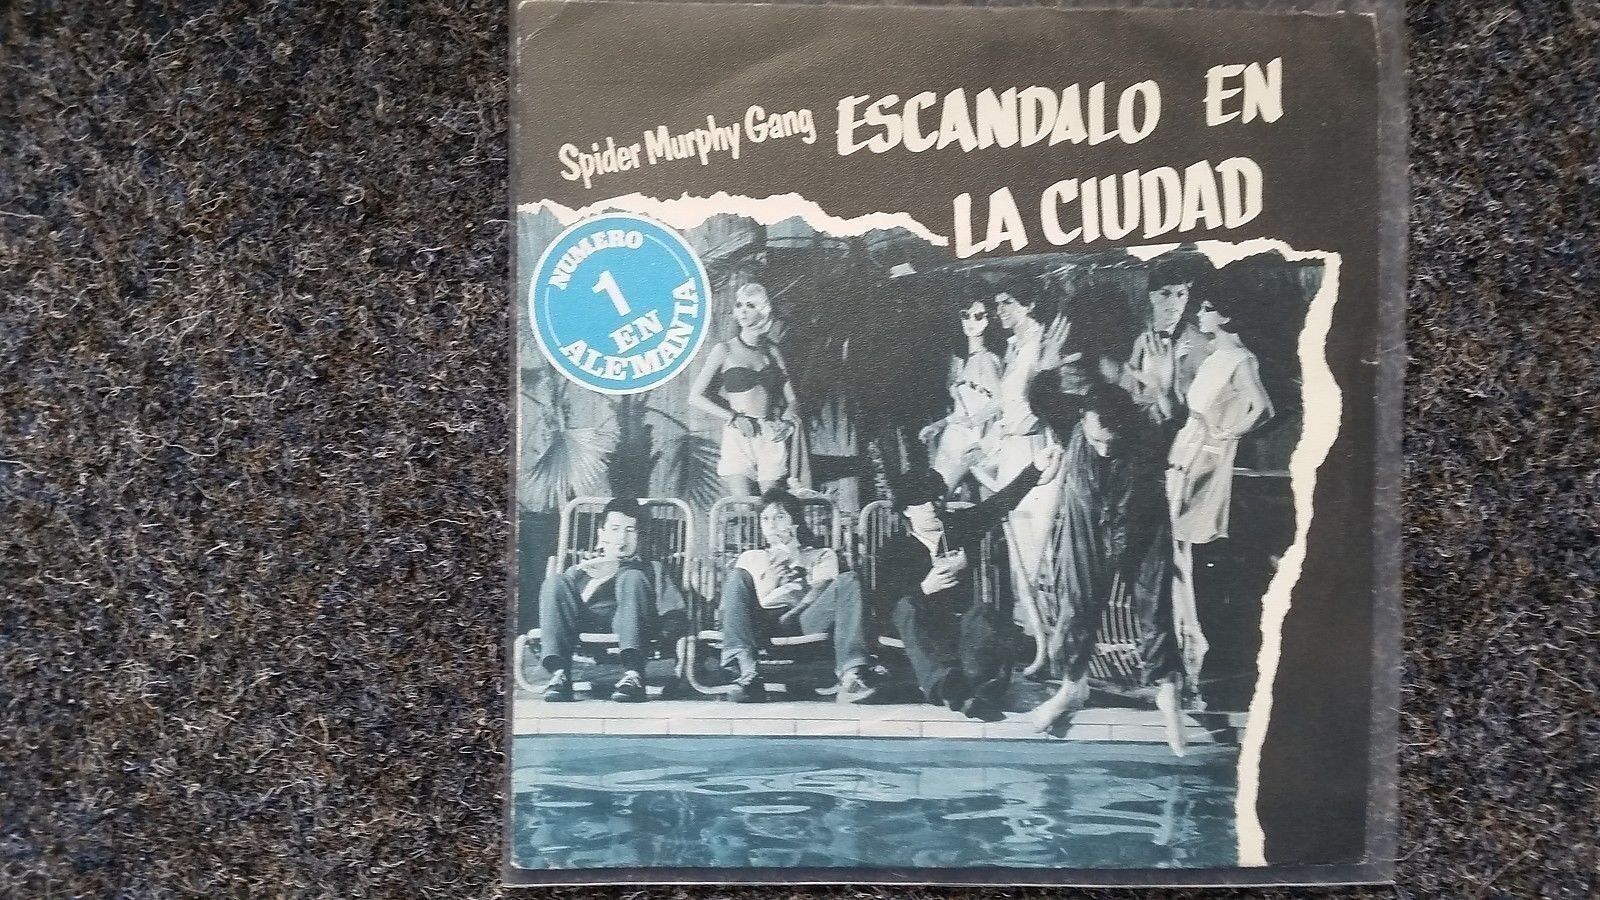 Spider Murphy Gang ESCANDALO EN
LA CIUDAD
NUMERO
1
EN
ALEMANIA